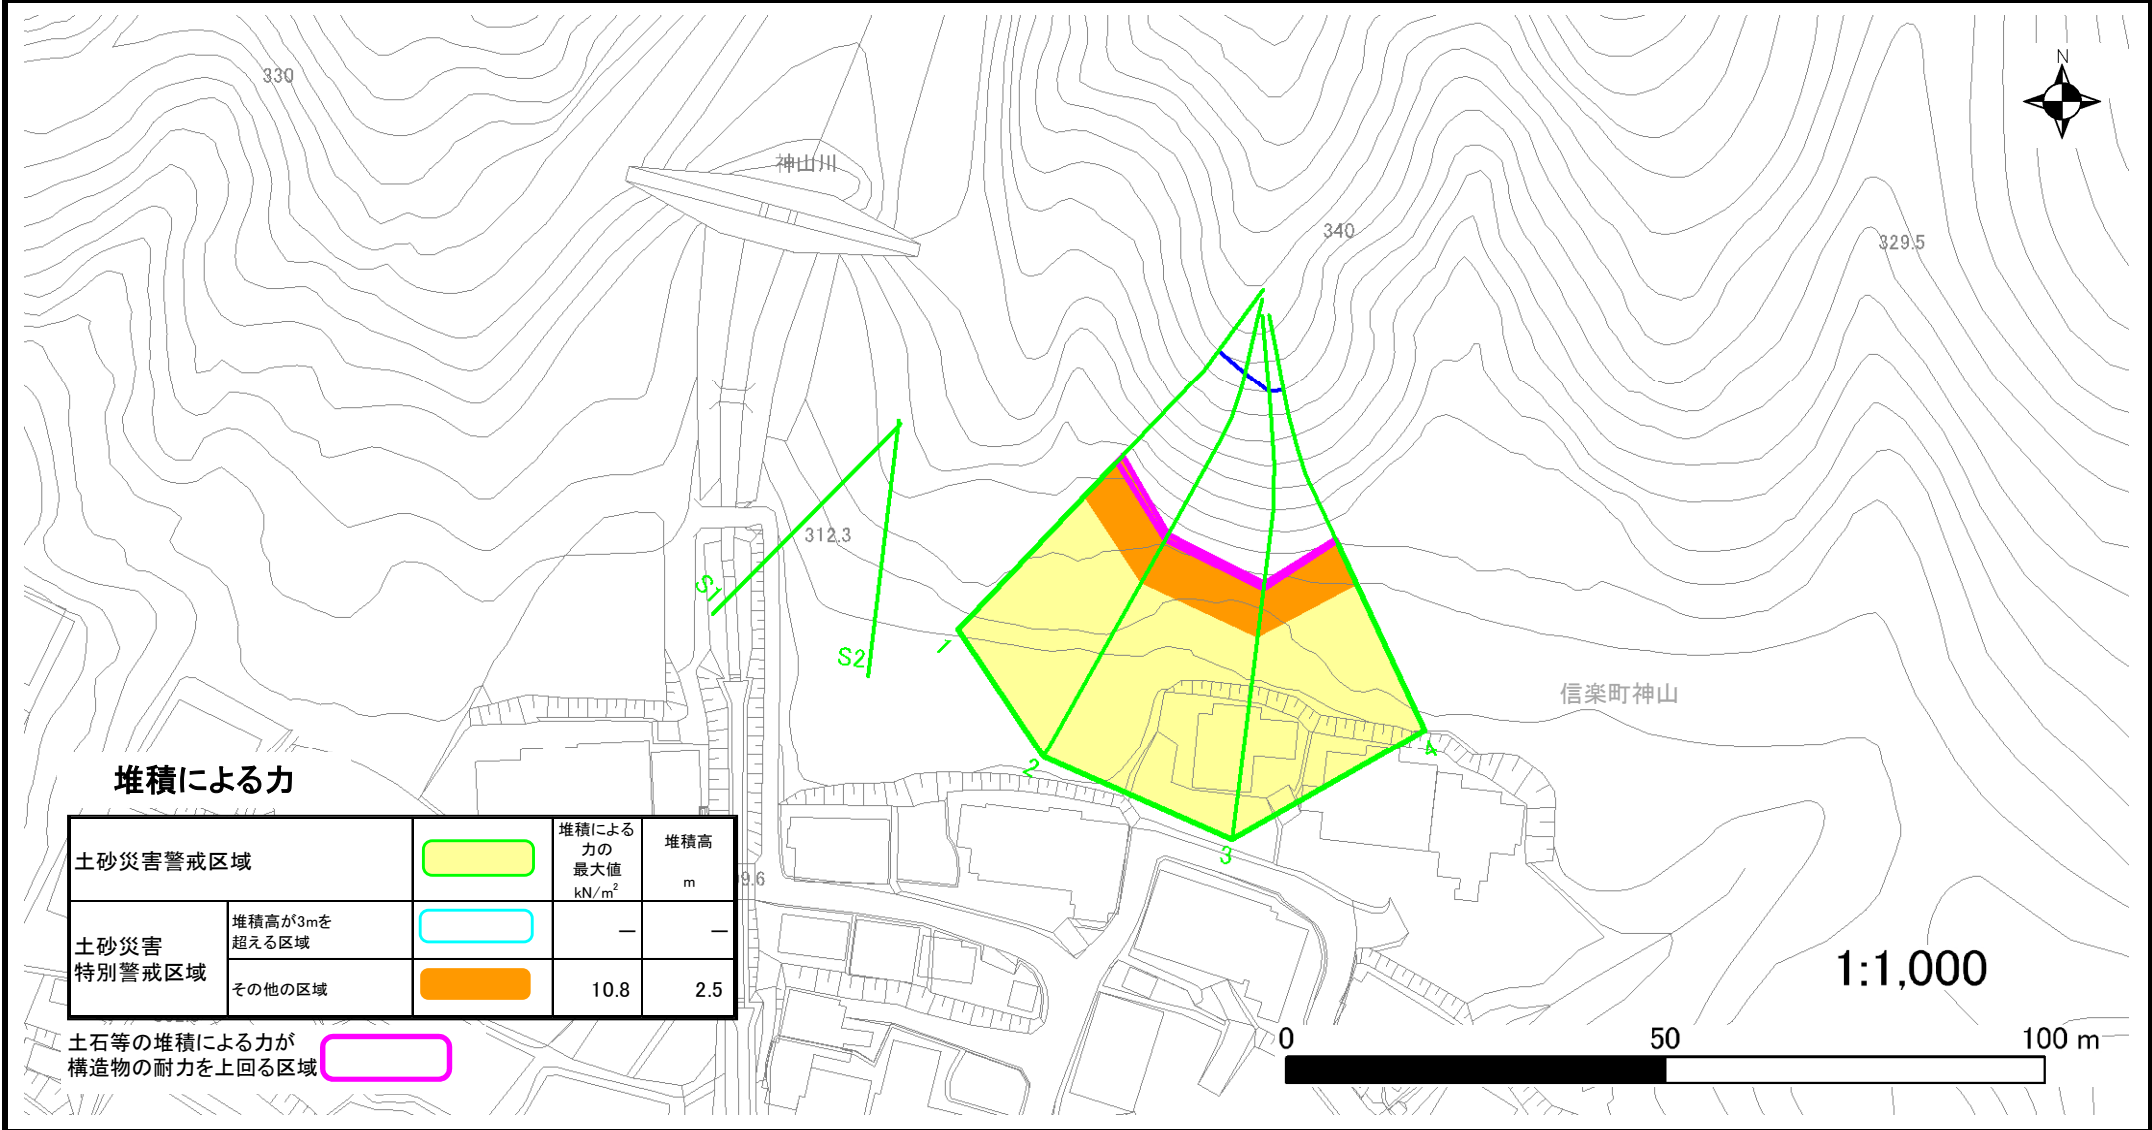 330
N
神山川
340
329.5
312.3
S1
S2
1
2
3
4
信楽町神山
堆積による力
土砂災害警戒区域
堆積による
力の
最大値
kN/m²
堆積高
m
土砂災害
特別警戒区域
堆積高が3mを
超える区域
—
—
その他の区域
10.8
2.5
土石等の堆積による力が
構造物の耐力を上回る区域
1:1,000
0
50
100 m